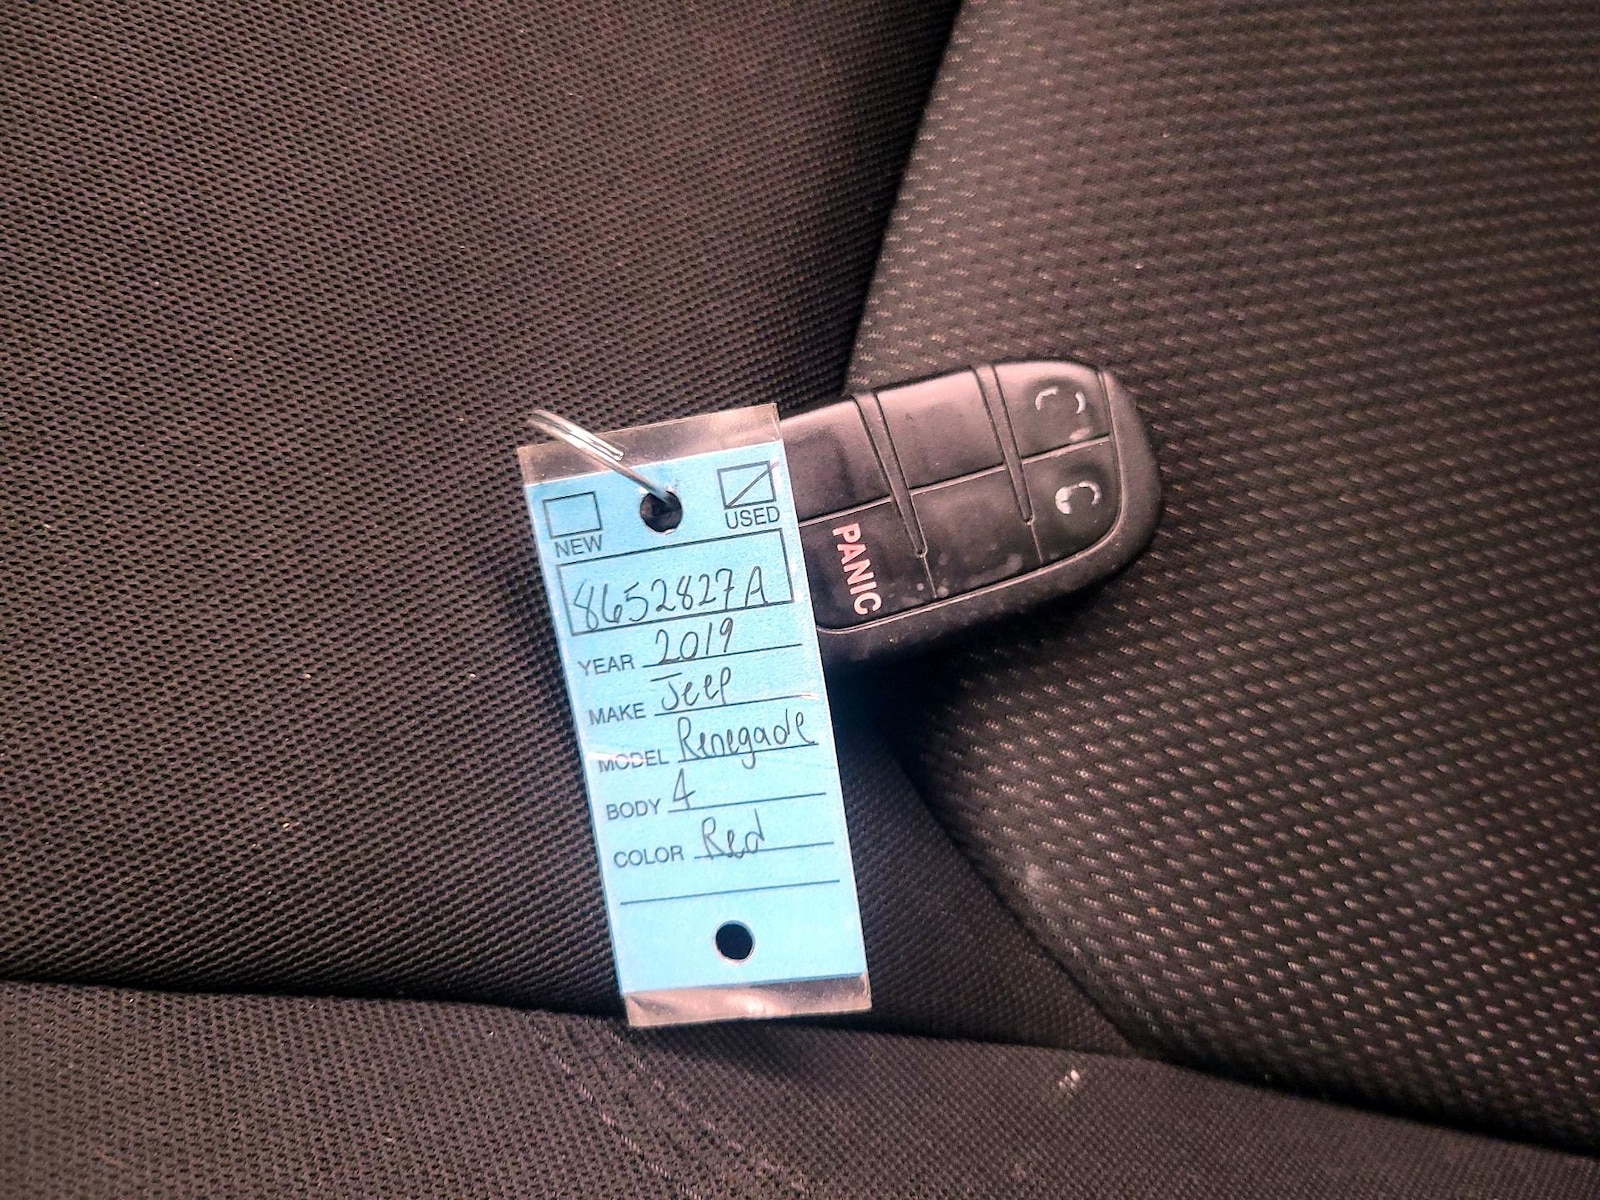 NEW USED
8652827A
YEAR 2019
MAKE Jeep
MODEL Renegade
BODY 4
COLOR Red
PANIC